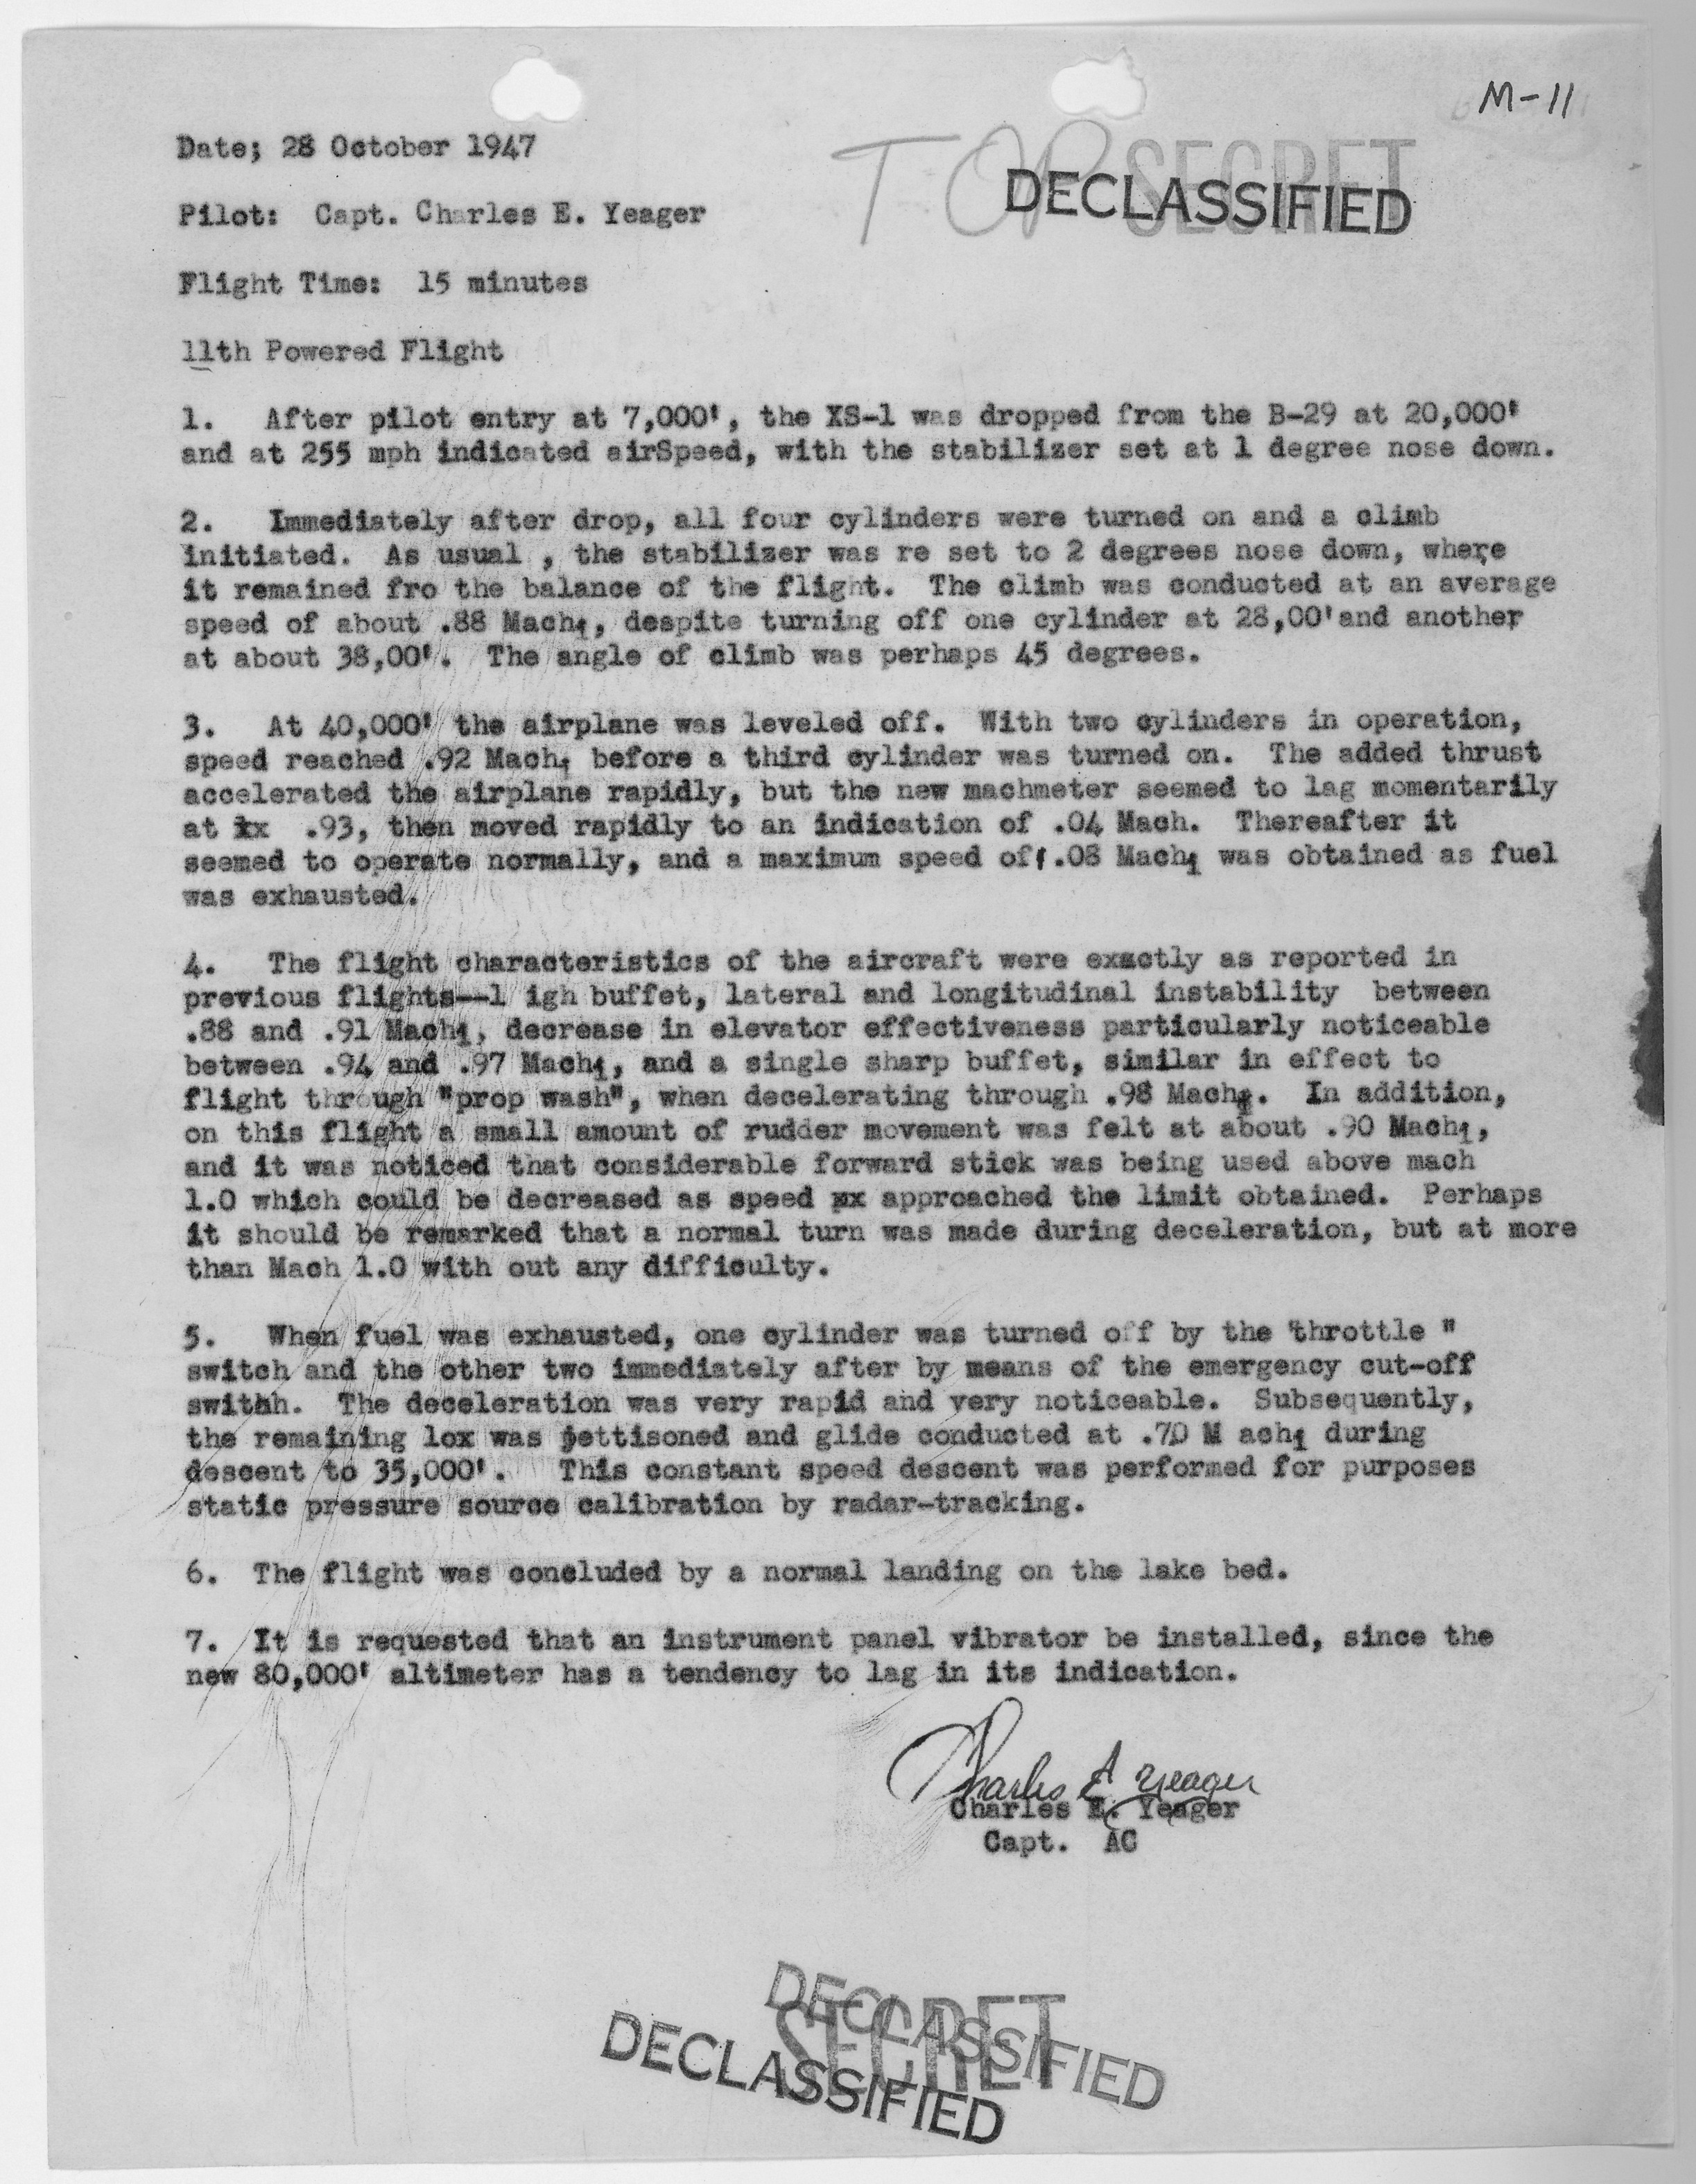 M-11
Date; 28 October 1947
TOP SECRET
DECLASSIFIED
Pilot: Capt. Charles E. Yeager
Flight Time: 15 minutes
11th Powered Flight
1. After pilot entry at 7,000', the XS-1 was dropped from the B-29 at 20,000'
and at 255 mph indicated airSpeed, with the stabilizer set at 1 degree nose down.
2. Immediately after drop, all four cylinders were turned on and a climb
initiated. As usual , the stabilizer was re set to 2 degrees nose down, where
it remained fro the balance of the flight. The climb was conducted at an average
speed of about .88 Machi, despite turning off one cylinder at 28,00'and another
at about 38,00'. The angle of climb was perhaps 45 degrees.
3. At 40,000' the airplane was leveled off. With two cylinders in operation,
speed reached .92 Machi before a third cylinder was turned on. The added thrust
accelerated the airplane rapidly, but the new machmeter seemed to lag momentarily
at xx .93, then moved rapidly to an indication of .04 Mach. Thereafter it
seemed to operate normally, and a maximum speed of 1.08 Machi was obtained as fuel
was exhausted.
4. The flight characteristics of the aircraft were exactly as reported in
previous flights--l igh buffet, lateral and longitudinal instability between
.88 and .91 Machi, decrease in elevator effectiveness particularly noticeable
between .94 and .97 Machi, and a single sharp buffet, similar in effect to
flight through "prop wash", when decelerating through .98 Machi. In addition,
on this flight a small amount of rudder movement was felt at about .90 Machi,
and it was noticed that considerable forward stick was being used above mach
1.0 which could be decreased as speed xx approached the limit obtained. Perhaps
it should be remarked that a normal turn was made during deceleration, but at more
than Mach 1.0 with out any difficulty.
5. When fuel was exhausted, one cylinder was turned off by the "throttle "
switch and the other two immediately after by means of the emergency cut-off
swithh. The deceleration was very rapid and very noticeable. Subsequently,
the remaining lox was jettisoned and glide conducted at .70 M achi during
descent to 35,000'. This constant speed descent was performed for purposes
static pressure source calibration by radar-tracking.
6. The flight was concluded by a normal landing on the lake bed.
7. It is requested that an instrument panel vibrator be installed, since the
new 80,000' altimeter has a tendency to lag in its indication.
Charles E Yeager
Charles E. Yeager
Capt. AC
DECLASSIFIED
SECRET
DECLASSIFIED